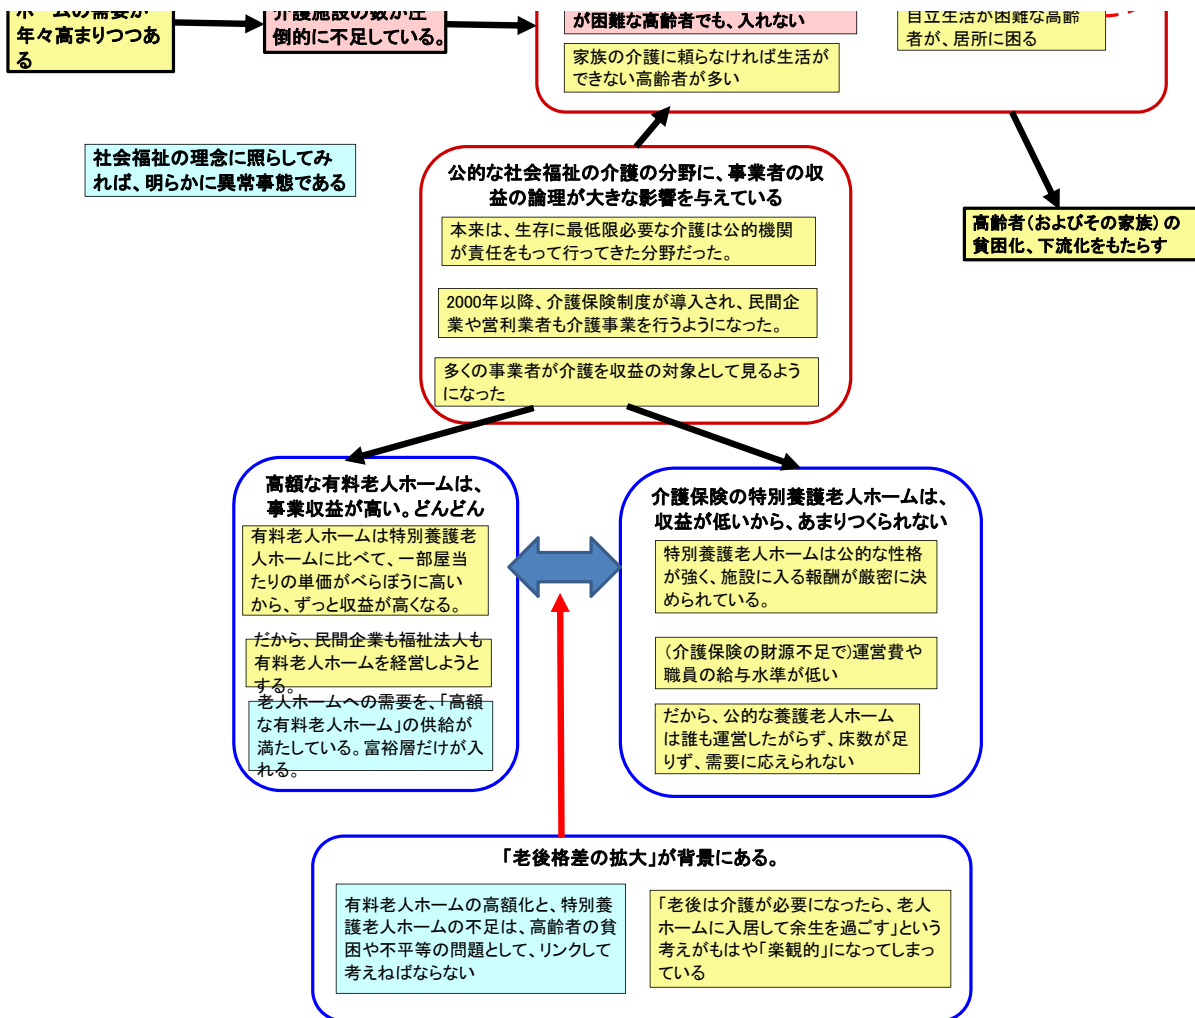 ホームの需要が
年々高まりつつあ
る
介護施設の数が圧
倒的に不足している。
が困難な高齢者でも、入れない
家族の介護に頼らなければ生活が
できない高齢者が多い
自立生活が困難な高齢
者が、居所に困る
社会福祉の理念に照らしてみ
れば、明らかに異常事態である
公的な社会福祉の介護の分野に、事業者の収
益の論理が大きな影響を与えている
本来は、生存に最低限必要な介護は公的機関
が責任をもって行ってきた分野だった。
2000年以降、介護保険制度が導入され、民間企
業や営利業者も介護事業を行うようになった。
多くの事業者が介護を収益の対象として見るよう
になった
高齢者(およびその家族)の
貧困化、下流化をもたらす
高額な有料老人ホームは、
事業収益が高い。どんどん
有料老人ホームは特別養護老
人ホームに比べて、一部屋当
たりの単価がべらぼうに高い
から、ずっと収益が高くなる。
だから、民間企業も福祉法人も
有料老人ホームを経営しようと
する。
老人ホームへの需要を、「高額
な有料老人ホーム」の供給が
満たしている。富裕層だけが入
れる。
介護保険の特別養護老人ホームは、
収益が低いから、あまりつくられない
特別養護老人ホームは公的な性格
が強く、施設に入る報酬が厳密に決
められている。
(介護保険の財源不足で)運営費や
職員の給与水準が低い
だから、公的な養護老人ホーム
は誰も運営したがらず、床数が足
りず、需要に応えられない
「老後格差の拡大」が背景にある。
有料老人ホームの高額化と、特別養
護老人ホームの不足は、高齢者の貧
困や不平等の問題として、リンクして
考えねばならない
「老後は介護が必要になったら、老人
ホームに入居して余生を過ごす」という
考えがもはや「楽観的」になってしまっ
ている